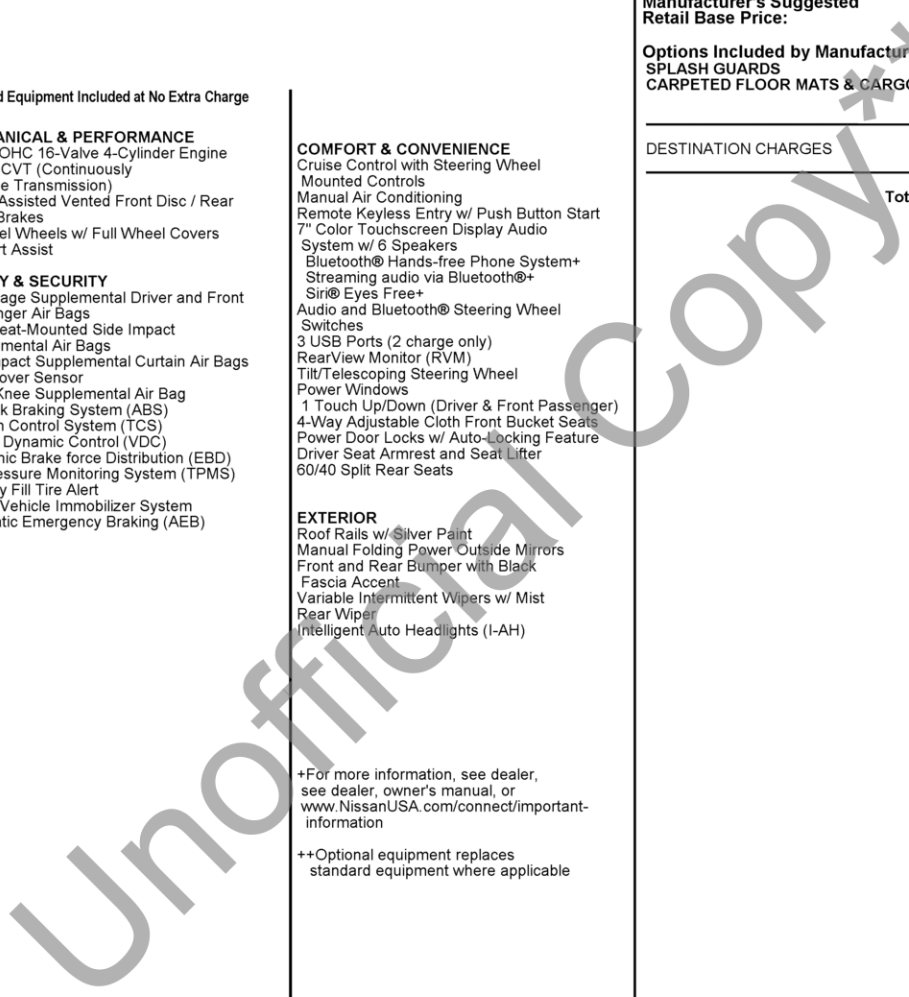 d Equipment Included at No Extra Charge
ANICAL & PERFORMANCE
OHC 16-Valve 4-Cylinder Engine
CVT (Continuously
e Transmission)
Assisted Vented Front Disc / Rear
Brakes
el Wheels w/ Full Wheel Covers
rt Assist
Y & SECURITY
age Supplemental Driver and Front
nger Air Bags
eat-Mounted Side Impact
emental Air Bags
pact Supplemental Curtain Air Bags
over Sensor
Knee Supplemental Air Bag
k Braking System (ABS)
n Control System (TCS)
Dynamic Control (VDC)
nic Brake force Distribution (EBD)
essure Monitoring System (TPMS)
y Fill Tire Alert
Vehicle Immobilizer System
tic Emergency Braking (AEB)
COMFORT & CONVENIENCE
Cruise Control with Steering Wheel
Mounted Controls
Manual Air Conditioning
Remote Keyless Entry w/ Push Button Start
7" Color Touchscreen Display Audio
System w/ 6 Speakers
Bluetooth® Hands-free Phone System+
Streaming audio via Bluetooth®+
Siri® Eyes Free+
Audio and Bluetooth® Steering Wheel
Switches
3 USB Ports (2 charge only)
RearView Monitor (RVM)
Tilt/Telescoping Steering Wheel
Power Windows
1 Touch Up/Down (Driver & Front Passenger)
4-Way Adjustable Cloth Front Bucket Seats
Power Door Locks w/ Auto-Locking Feature
Driver Seat Armrest and Seat Lifter
60/40 Split Rear Seats
EXTERIOR
Roof Rails w/ Silver Paint
Manual Folding Power Outside Mirrors
Front and Rear Bumper with Black
Fascia Accent
Variable Intermittent Wipers w/ Mist
Rear Wiper
Intelligent Auto Headlights (I-AH)
+For more information, see dealer,
see dealer, owner's manual, or
www.NissanUSA.com/connect/important-
information
++Optional equipment replaces
standard equipment where applicable
Manufacturer's Suggested
Retail Base Price:
Options Included by Manufactur
SPLASH GUARDS
CARPETED FLOOR MATS & CARGO
DESTINATION CHARGES
Tot
Unofficial Copy**